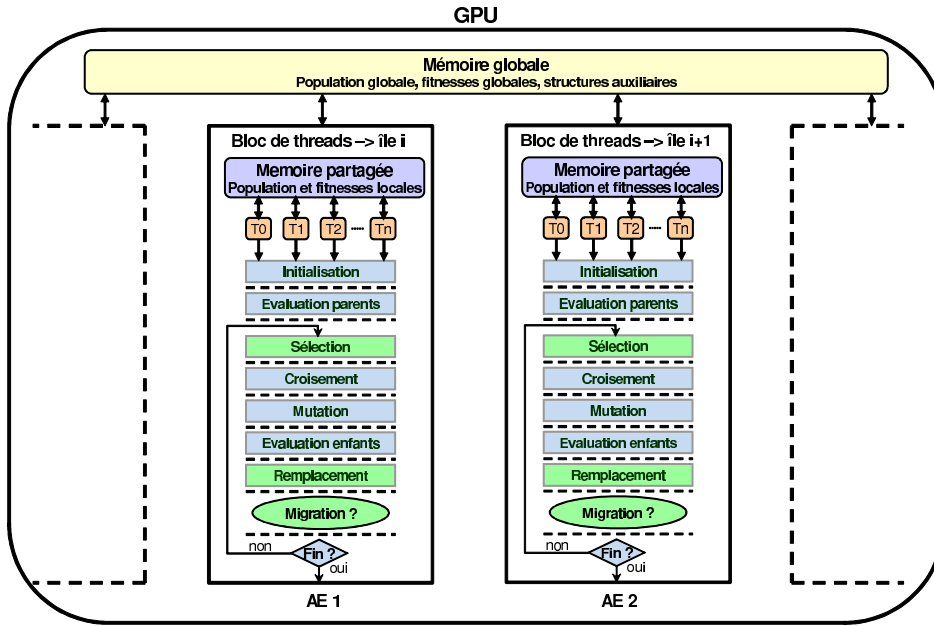 GPU
Mémoire globale
Population globale, fitnesses globales, structures auxiliaires
Bloc de threads —> île i
Memoire partagée
Population et fitnesses locales
T0 T1 T2 ..... Tn
Initialisation
Evaluation parents
Sélection
Croisement
Mutation
Evaluation enfants
Remplacement
Migration ?
non
Fin ?
oui
AE 1
Bloc de threads —> île i+1
Memoire partagée
Population et fitnesses locales
T0 T1 T2 ..... Tn
Initialisation
Evaluation parents
Sélection
Croisement
Mutation
Evaluation enfants
Remplacement
Migration ?
non
Fin ?
oui
AE 2